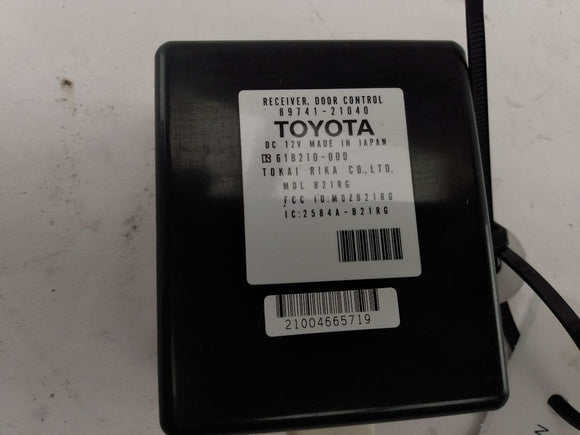 RECEIVER, DOOR CONTROL
89741-21040
TOYOTA
DC 12V MADE IN JAPAN
61B210-000
TOKAI RIKA CO.,LTD.
MDL B21RG
FCC ID:MOZB21RG
IC:2584A-B21RG
21004665719